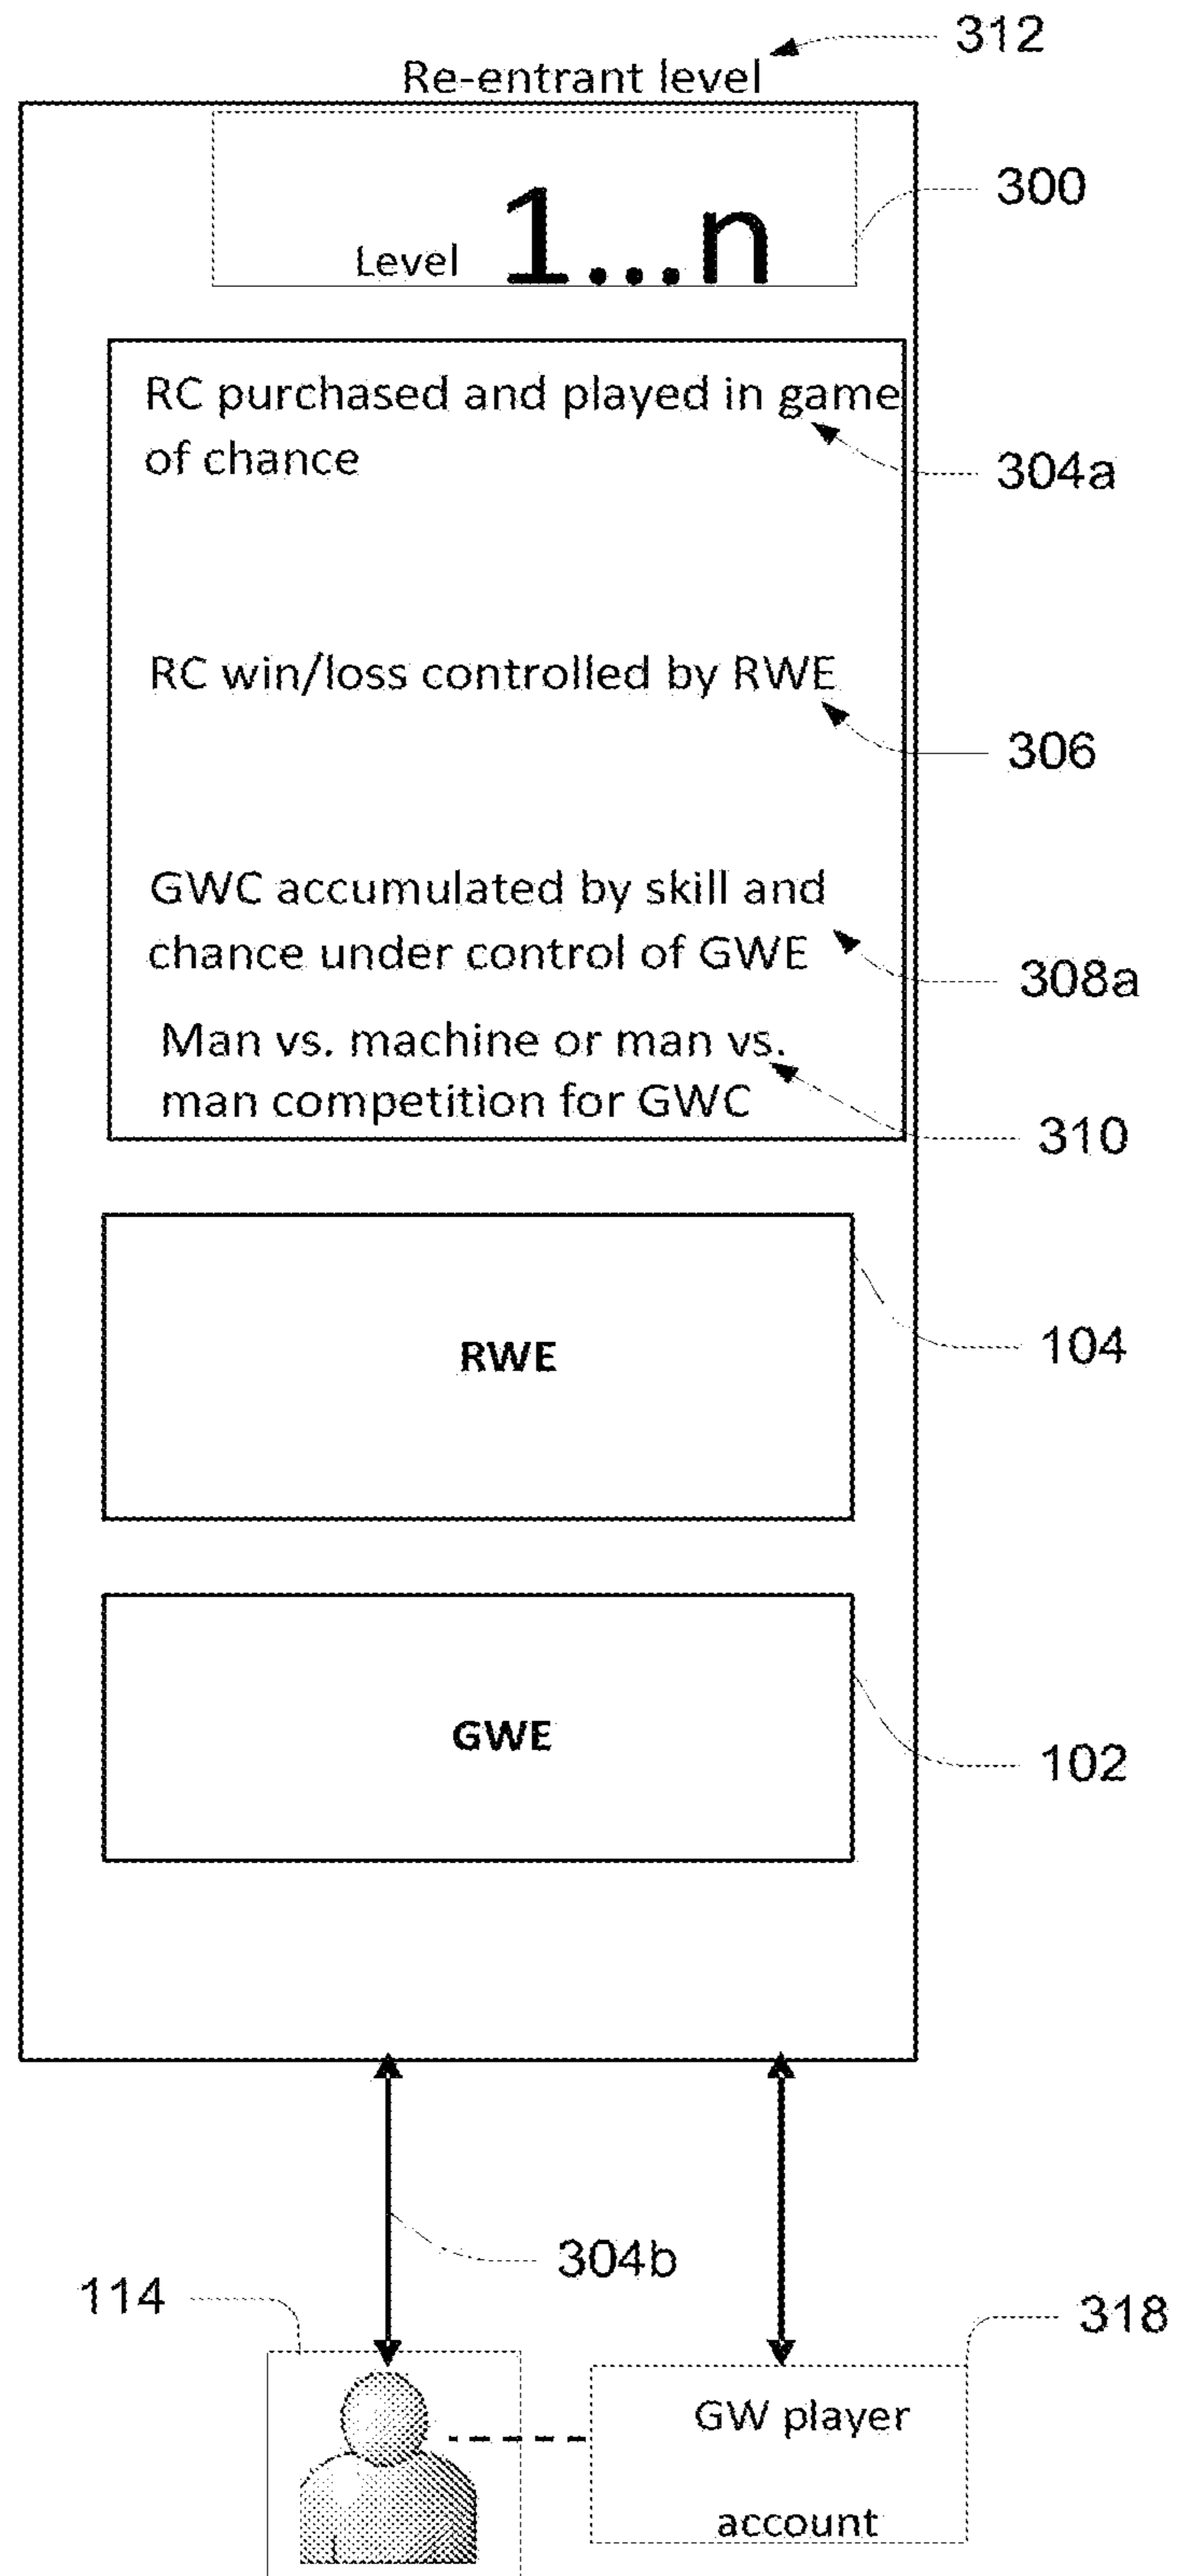 312
Re-entrant level
300
Level 1...n
RC purchased and played in game
of chance
304a
RC win/loss controlled by RWE
306
GWC accumulated by skill and
chance under control of GWE
308a
Man vs. machine or man vs.
man competition for GWC
310
RWE
104
GWE
102
304b
114
318
GW player
account